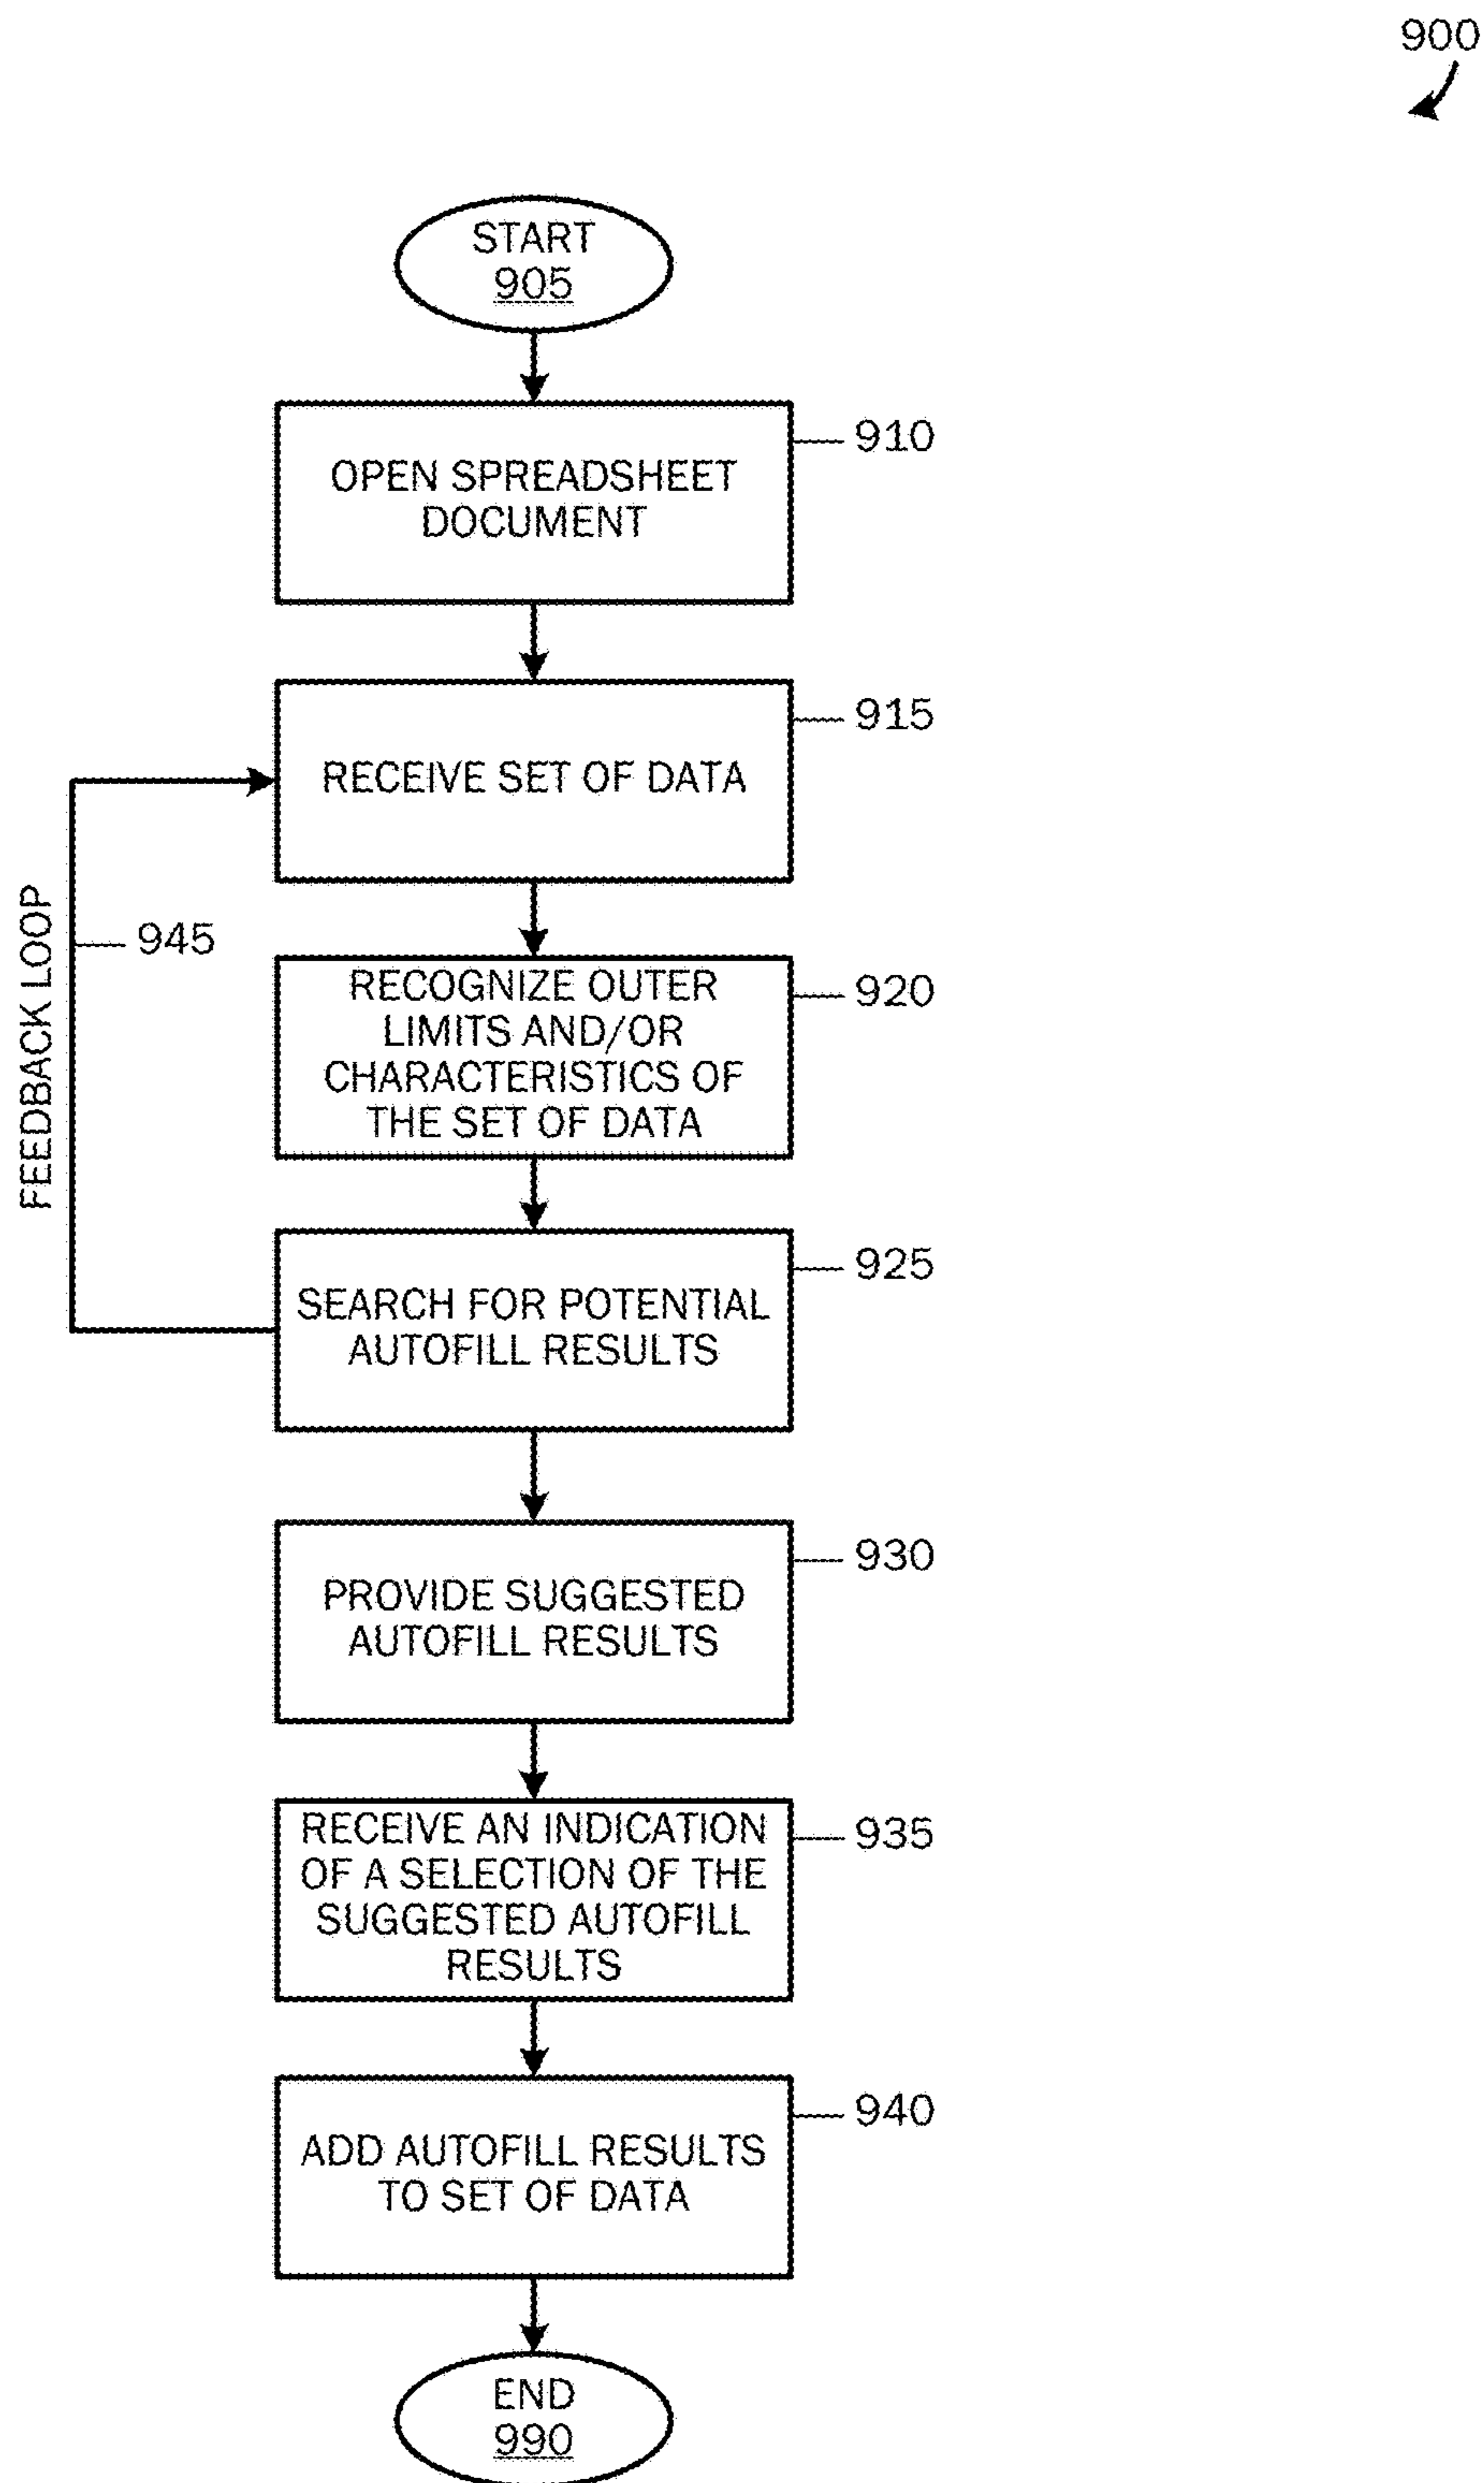 900
START
905
OPEN SPREADSHEET
DOCUMENT
910
RECEIVE SET OF DATA
915
FEEDBACK LOOP
945
RECOGNIZE OUTER
LIMITS AND/OR
CHARACTERISTICS OF
THE SET OF DATA
920
SEARCH FOR POTENTIAL
AUTOFILL RESULTS
925
PROVIDE SUGGESTED
AUTOFILL RESULTS
930
RECEIVE AN INDICATION
OF A SELECTION OF THE
SUGGESTED AUTOFILL
RESULTS
935
ADD AUTOFILL RESULTS
TO SET OF DATA
940
END
990